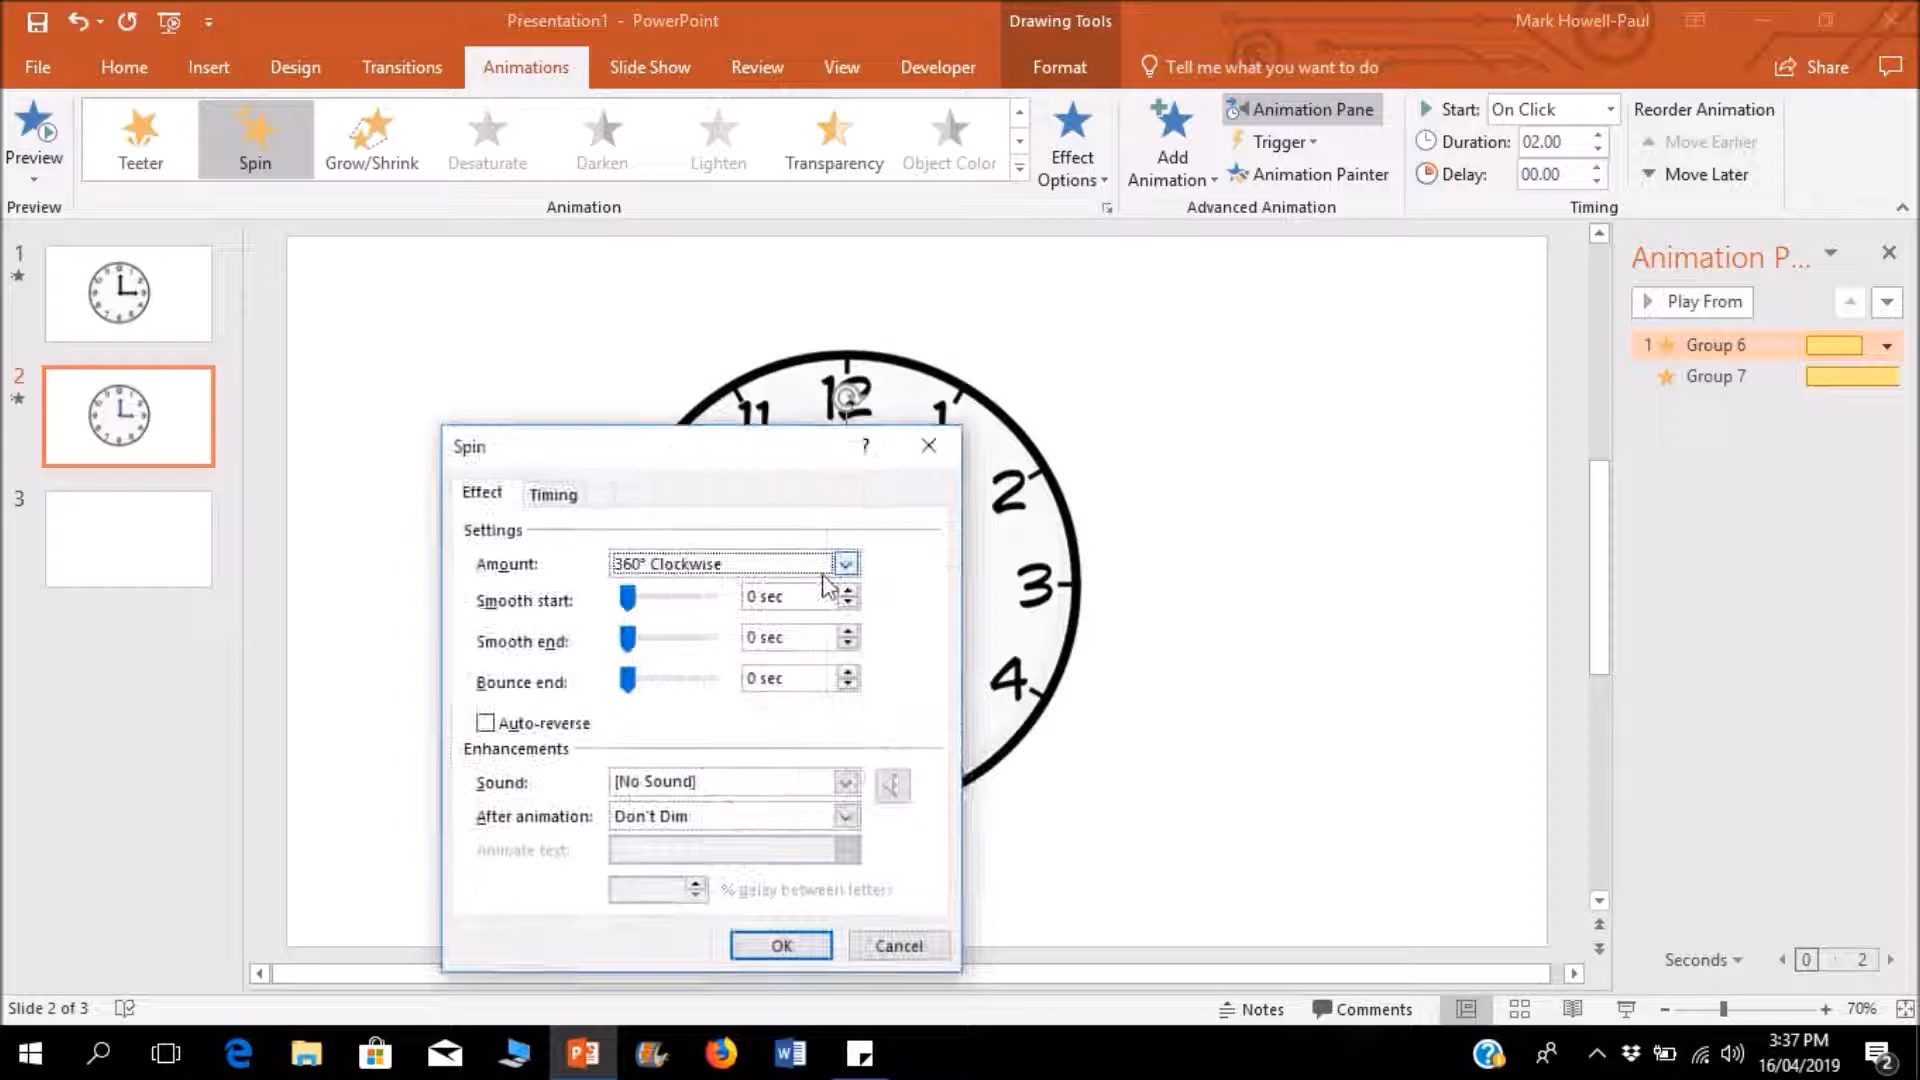 Presentation1 - PowerPoint
Drawing Tools
Mark Howell-Paul
File
Home
Insert
Design
Transitions
Animations
Slide Show
Review
View
Developer
Format
Tell me what you want to do
Share
Preview
Teeter
Spin
Grow/Shrink
Desaturate
Darken
Lighten
Transparency
Object Color
Effect
Options
Add
Animation
Animation Pane
Trigger
Animation Painter
Start:
On Click
Duration:
02.00
Delay:
00.00
Reorder Animation
Move Earlier
Move Later
Preview
Animation
Advanced Animation
Timing
1
2
3
12
11
1
2
3
4
Spin
?
Effect
Timing
Settings
Amount:
360° Clockwise
Smooth start:
0 sec
Smooth end:
0 sec
Bounce end:
0 sec
Auto-reverse
Enhancements
Sound:
[No Sound]
After animation:
Don't Dim
Animate text:
% delay between letters
OK
Cancel
Animation P...
Play From
1 Group 6
Group 7
Seconds
0
2
Slide 2 of 3
Notes
Comments
70%
3:37 PM
16/04/2019
2